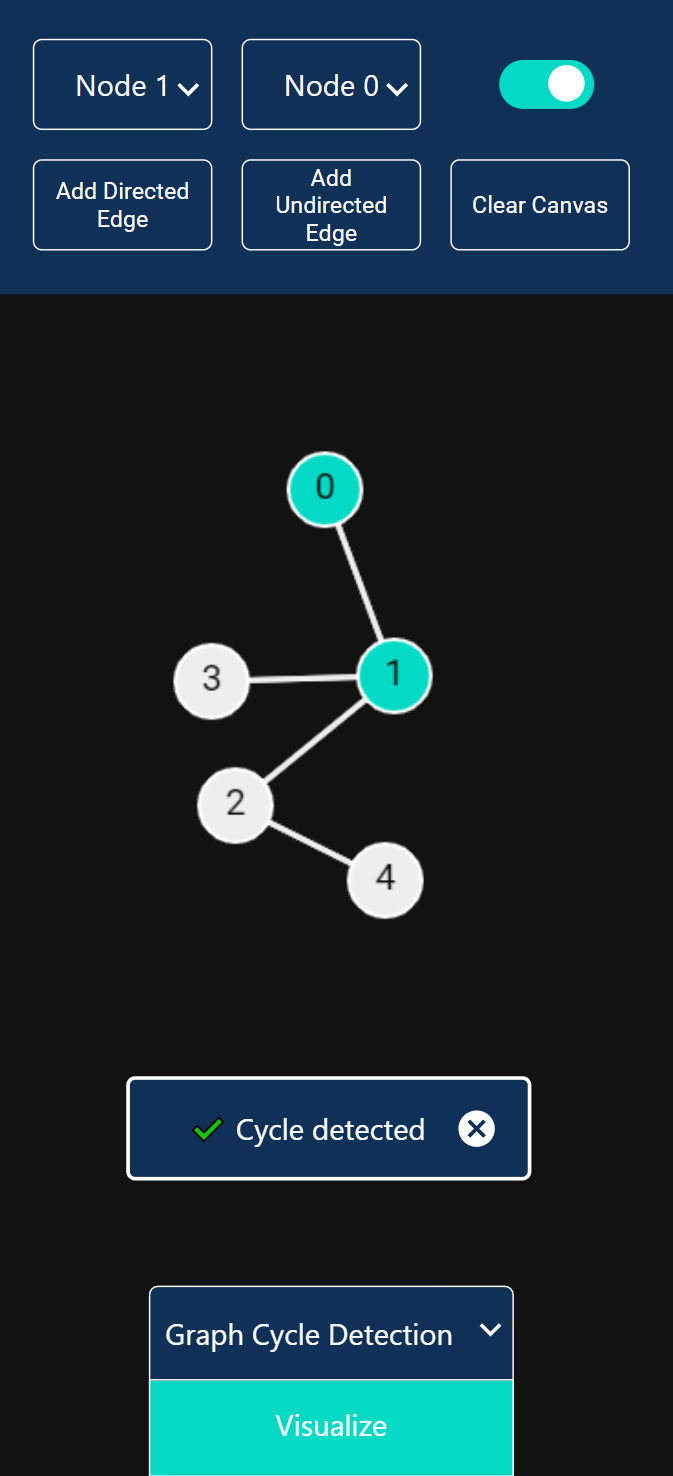 Node 1
Node 0
Add Directed
Edge
Add
Undirected
Edge
Clear Canvas
0
3
1
2
4
Cycle detected
Graph Cycle Detection
Visualize